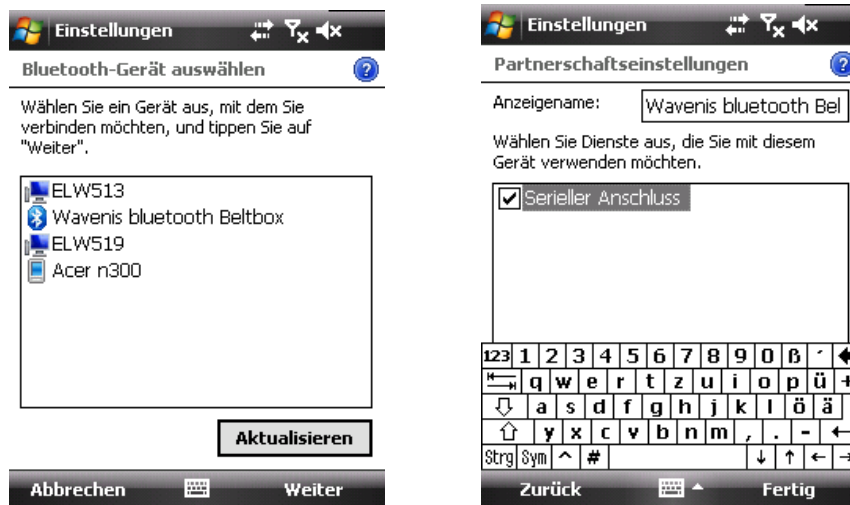 Einstellungen
Bluetooth-Gerät auswählen
Wählen Sie ein Gerät aus, mit dem Sie
verbinden möchten, und tippen Sie auf
"Weiter".
ELW513
Wavenis bluetooth Beltbox
ELW519
Acer n300
Aktualisieren
Abbrechen Weiter
Einstellungen
Partnerschaftseinstellungen
Anzeigename: Wavenis bluetooth Bel
Wählen Sie Dienste aus, die Sie mit diesem
Gerät verwenden möchten.
Serieller Anschluss
123 1 2 3 4 5 6 7 8 9 0 ß ´
q w e r t z u i o p ü +
a s d f g h j k l ö ä
y x c v b n m , . -
Strg Sym ^ #
Zurück Fertig